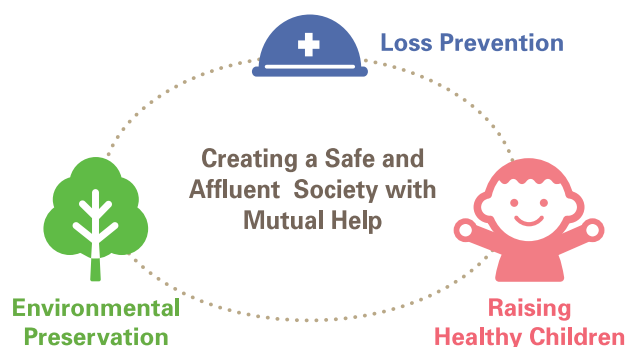 Loss Prevention
Creating a Safe and
Affluent Society with
Mutual Help
Environmental
Preservation
Raising
Healthy Children